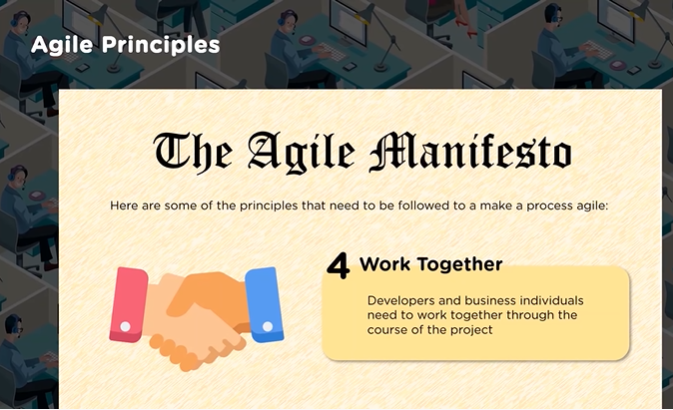 Agile Principles
The Agile Manifesto
Here are some of the principles that need to be followed to a make a process agile:
4 Work Together
Developers and business individuals
need to work together through the
course of the project